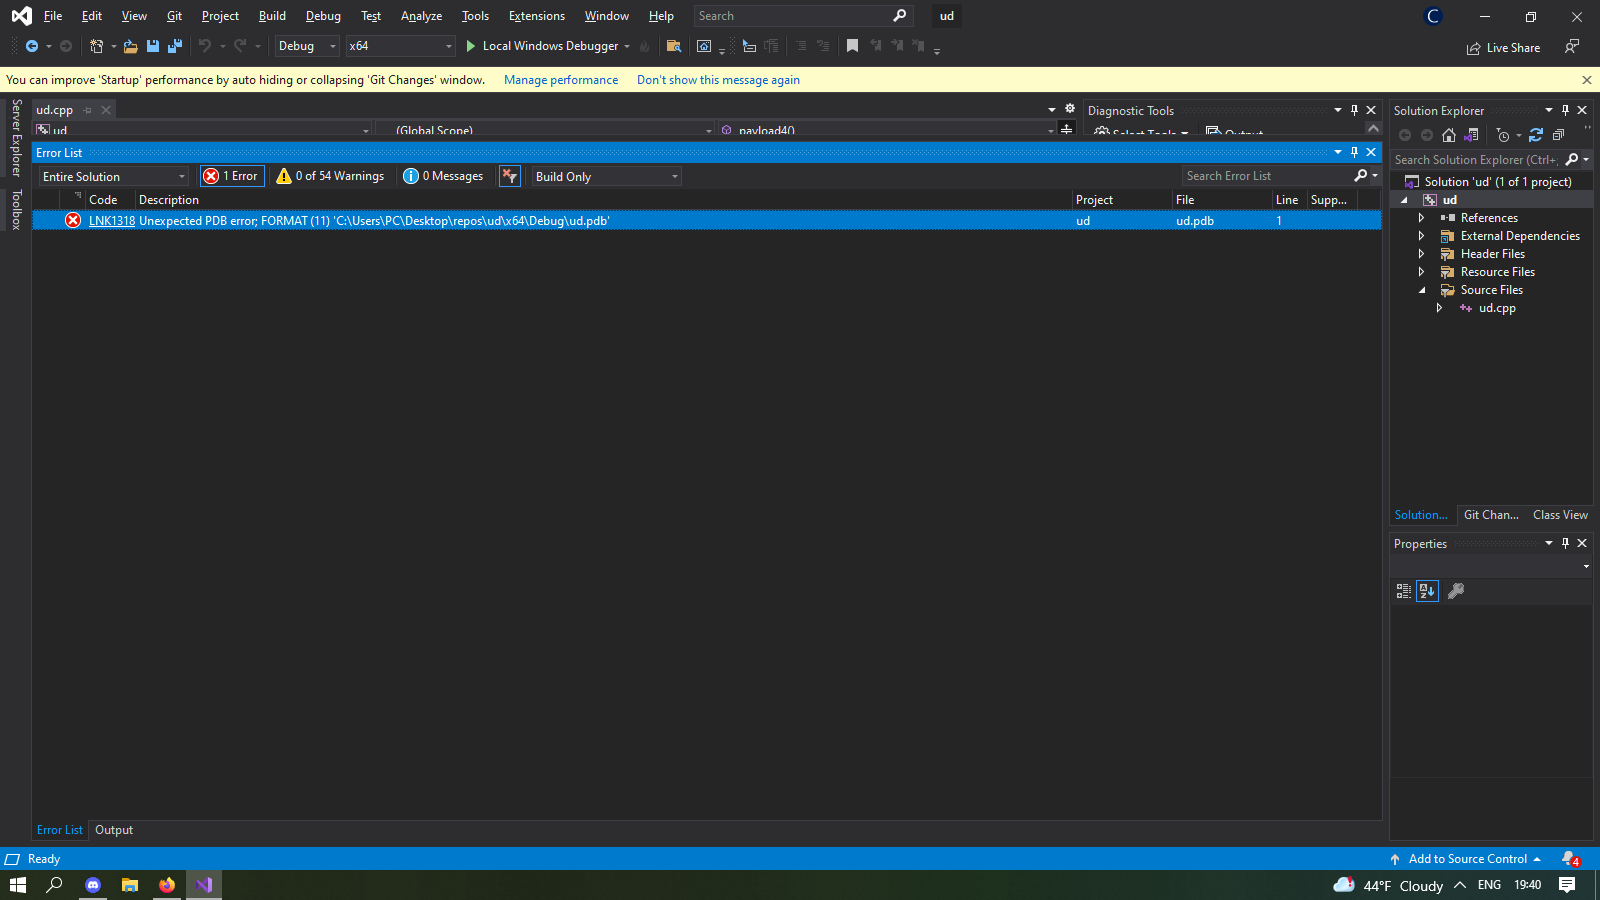 File Edit View Git Project Build Debug Test Analyze Tools Extensions Window Help Search ud C
Debug x64 Local Windows Debugger Live Share
You can improve 'Startup' performance by auto hiding or collapsing 'Git Changes' window. Manage performance Don't show this message again
Server Explorer
Toolbox
ud.cpp
ud (Global Scope) payload4()
Diagnostic Tools
Select Tools Output
Error List
Entire Solution 1 Error 0 of 54 Warnings 0 Messages Build Only Search Error List
Code Description Project File Line Supp...
LNK1318 Unexpected PDB error; FORMAT (11) 'C:\Users\PC\Desktop\repos\ud\x64\Debug\ud.pdb' ud ud.pdb 1
Error List Output
Solution Explorer
Search Solution Explorer (Ctrl+;
Solution 'ud' (1 of 1 project)
ud
References
External Dependencies
Header Files
Resource Files
Source Files
ud.cpp
Solution... Git Chan... Class View
Properties
Ready Add to Source Control 4
44°F Cloudy ENG 19:40